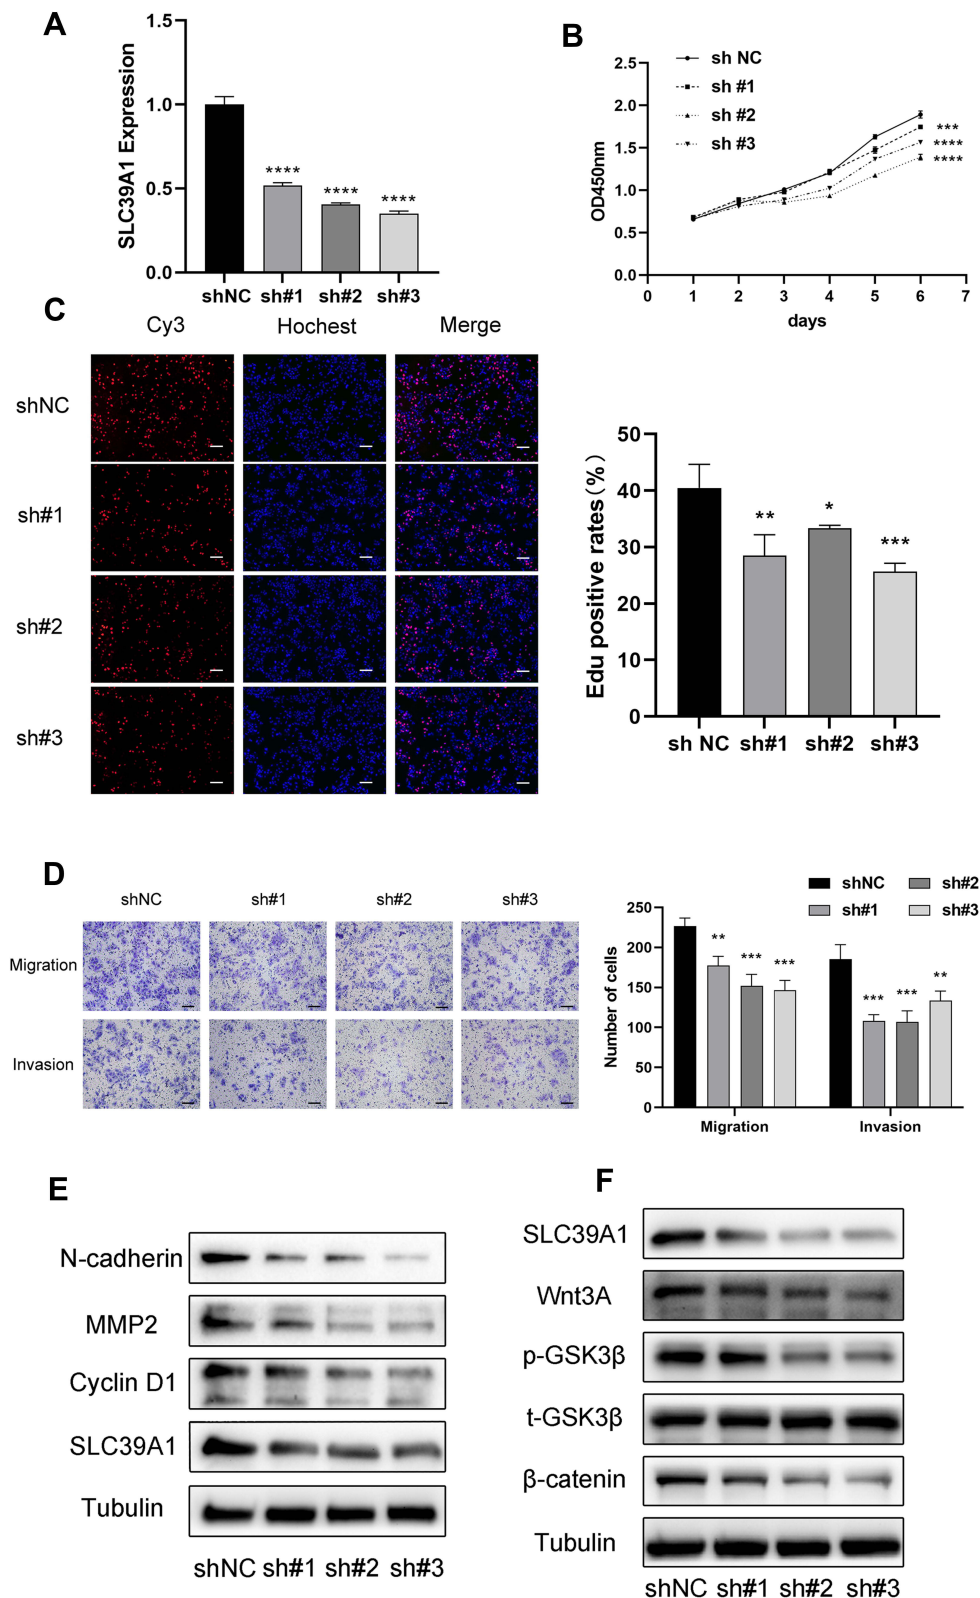 A
SLC39A1 Expression
1.5
1.0
0.5
0.0
****
****
****
shNC sh#1 sh#2 sh#3
B
sh NC
sh #1
sh #2
sh #3
OD450nm
2.5
2.0
1.5
1.0
0.5
0.0
***
****
****
0 1 2 3 4 5 6 7
days
C
Cy3 Hochest Merge
shNC
sh#1
sh#2
sh#3
Edu positive rates(%)
50
40
30
20
10
0
**
*
***
sh NC sh#1 sh#2 sh#3
D
shNC sh#1 sh#2 sh#3
Migration
Invasion
shNC sh#2
sh#1 sh#3
Number of cells
250
200
150
100
50
0
** *** ***
*** *** **
Migration Invasion
E
N-cadherin
MMP2
Cyclin D1
SLC39A1
Tubulin
shNC sh#1 sh#2 sh#3
F
SLC39A1
Wnt3A
p-GSK3β
t-GSK3β
β-catenin
Tubulin
shNC sh#1 sh#2 sh#3